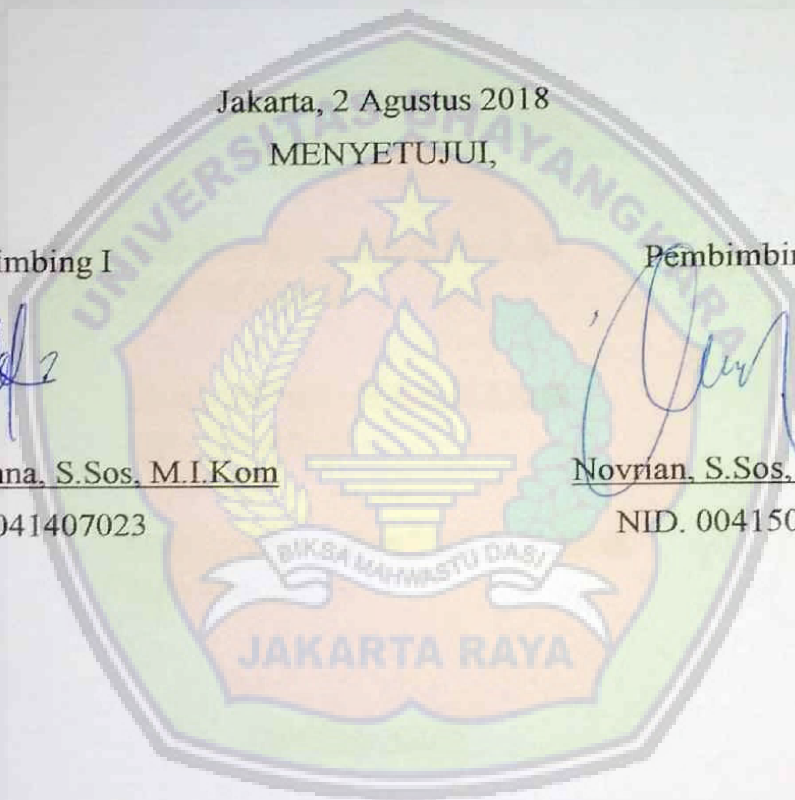 Jakarta, 2 Agustus 2018
MENYETUJUI,
imbing I
Pembimbin
na, S.Sos, M.I.Kom
Novrian, S.Sos,
041407023
NID. 004150
UNIVERSITAS BHAYANGKARA
BIKSA MAHWASTU DASI
JAKARTA RAYA